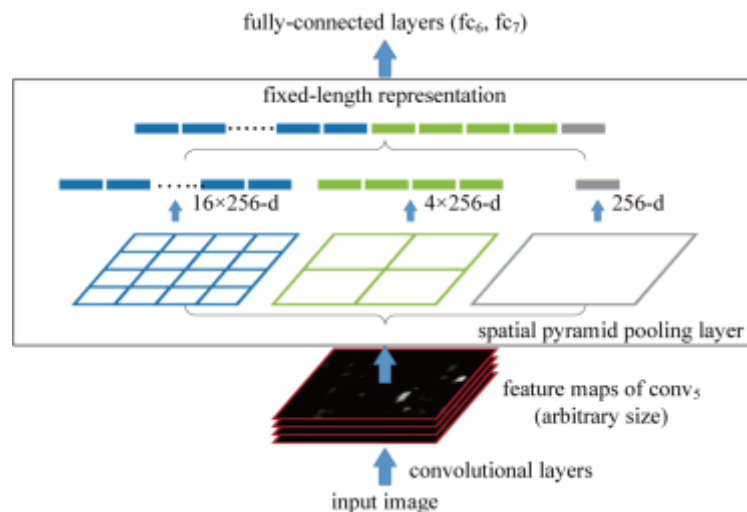 fully-connected layers (fc₆, fc₇)
fixed-length representation
16×256-d
4×256-d
256-d
spatial pyramid pooling layer
feature maps of conv₅
(arbitrary size)
convolutional layers
input image